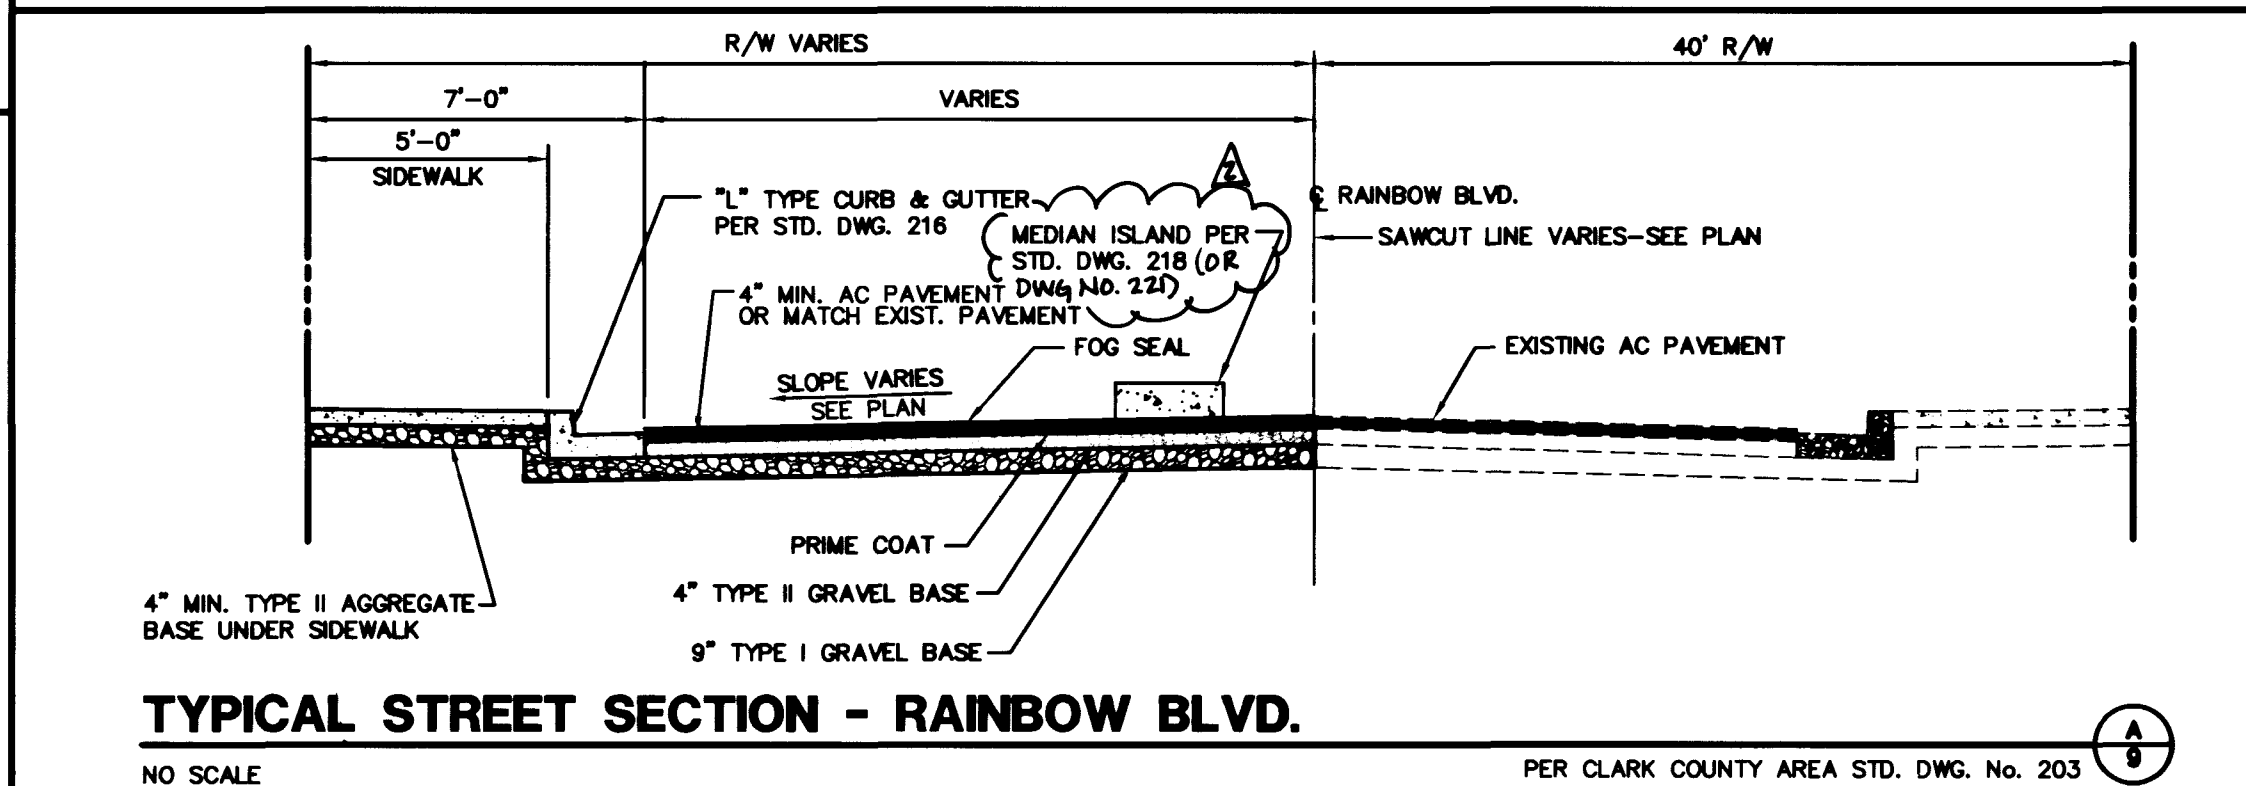 R/W VARIES
40' R/W
7'-0"
VARIES
5'-0"
SIDEWALK
2
"L" TYPE CURB & GUTTER
PER STD. DWG. 216
MEDIAN ISLAND PER
STD. DWG. 218 (OR
DWG NO. 221)
℄ RAINBOW BLVD.
SAWCUT LINE VARIES-SEE PLAN
4" MIN. AC PAVEMENT
OR MATCH EXIST. PAVEMENT
FOG SEAL
EXISTING AC PAVEMENT
SLOPE VARIES
SEE PLAN
PRIME COAT
4" TYPE II GRAVEL BASE
4" MIN. TYPE II AGGREGATE
BASE UNDER SIDEWALK
9" TYPE I GRAVEL BASE
TYPICAL STREET SECTION - RAINBOW BLVD.
NO SCALE
PER CLARK COUNTY AREA STD. DWG. No. 203
A
9